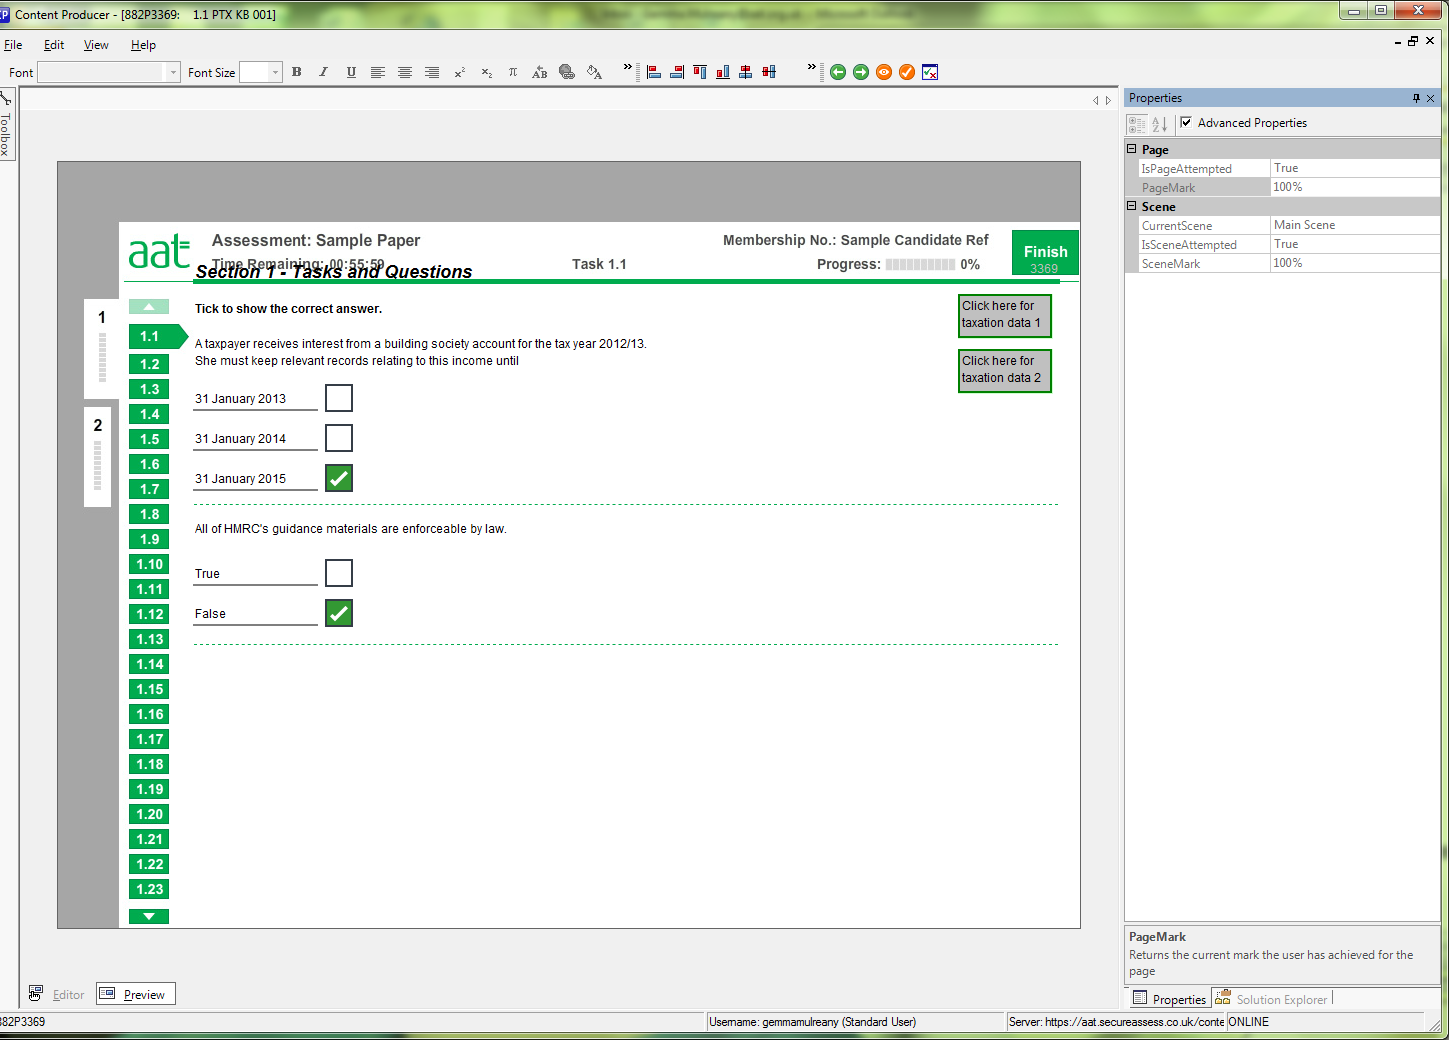 Content Producer - [882P3369: 1.1 PTX KB 001]
File Edit View Help
Font Font Size B I U
Toolbox
Properties
Advanced Properties
Page
IsPageAttempted True
PageMark 100%
Scene
CurrentScene Main Scene
IsSceneAttempted True
SceneMark 100%
aat
Assessment: Sample Paper
Membership No.: Sample Candidate Ref
Time Remaining: 00:55:59
Task 1.1
Progress: 0%
Finish
3369
Section 1 - Tasks and Questions
1
2
1.1
1.2
1.3
1.4
1.5
1.6
1.7
1.8
1.9
1.10
1.11
1.12
1.13
1.14
1.15
1.16
1.17
1.18
1.19
1.20
1.21
1.22
1.23
Tick to show the correct answer.
A taxpayer receives interest from a building society account for the tax year 2012/13.
She must keep relevant records relating to this income until
31 January 2013
31 January 2014
31 January 2015
All of HMRC's guidance materials are enforceable by law.
True
False
Click here for
taxation data 1
Click here for
taxation data 2
PageMark
Returns the current mark the user has achieved for the
page
Editor Preview
Properties Solution Explorer
882P3369
Username: gemmamulreany (Standard User)
Server: https://aat.secureassess.co.uk/conte
ONLINE